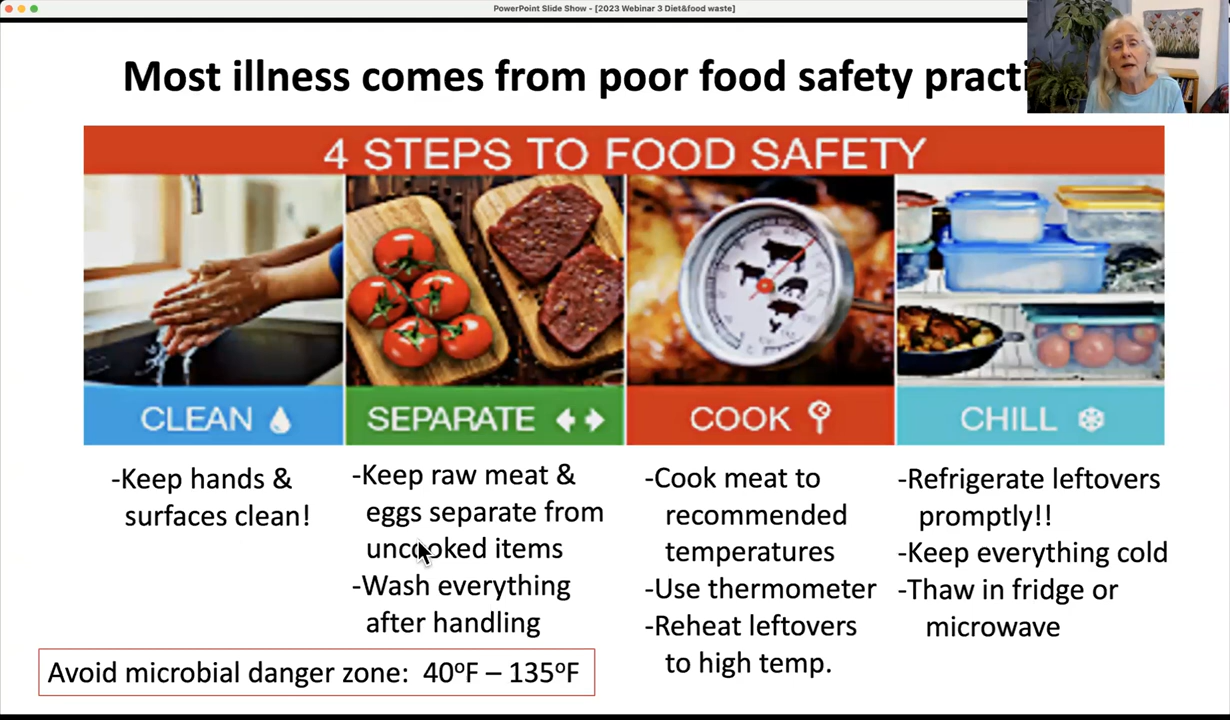 PowerPoint Slide Show - [2023 Webinar 3 Diet&food waste]
Most illness comes from poor food safety
4 STEPS TO FOOD SAFETY
CLEAN
SEPARATE
COOK
CHILL
-Keep hands &
surfaces clean!
-Keep raw meat &
eggs separate from
uncooked items
-Wash everything
after handling
-Cook meat to
recommended
temperatures
-Use thermometer
-Reheat leftovers
to high temp.
-Refrigerate leftovers
promptly!!
-Keep everything cold
-Thaw in fridge or
microwave
Avoid microbial danger zone: 40ºF – 135ºF